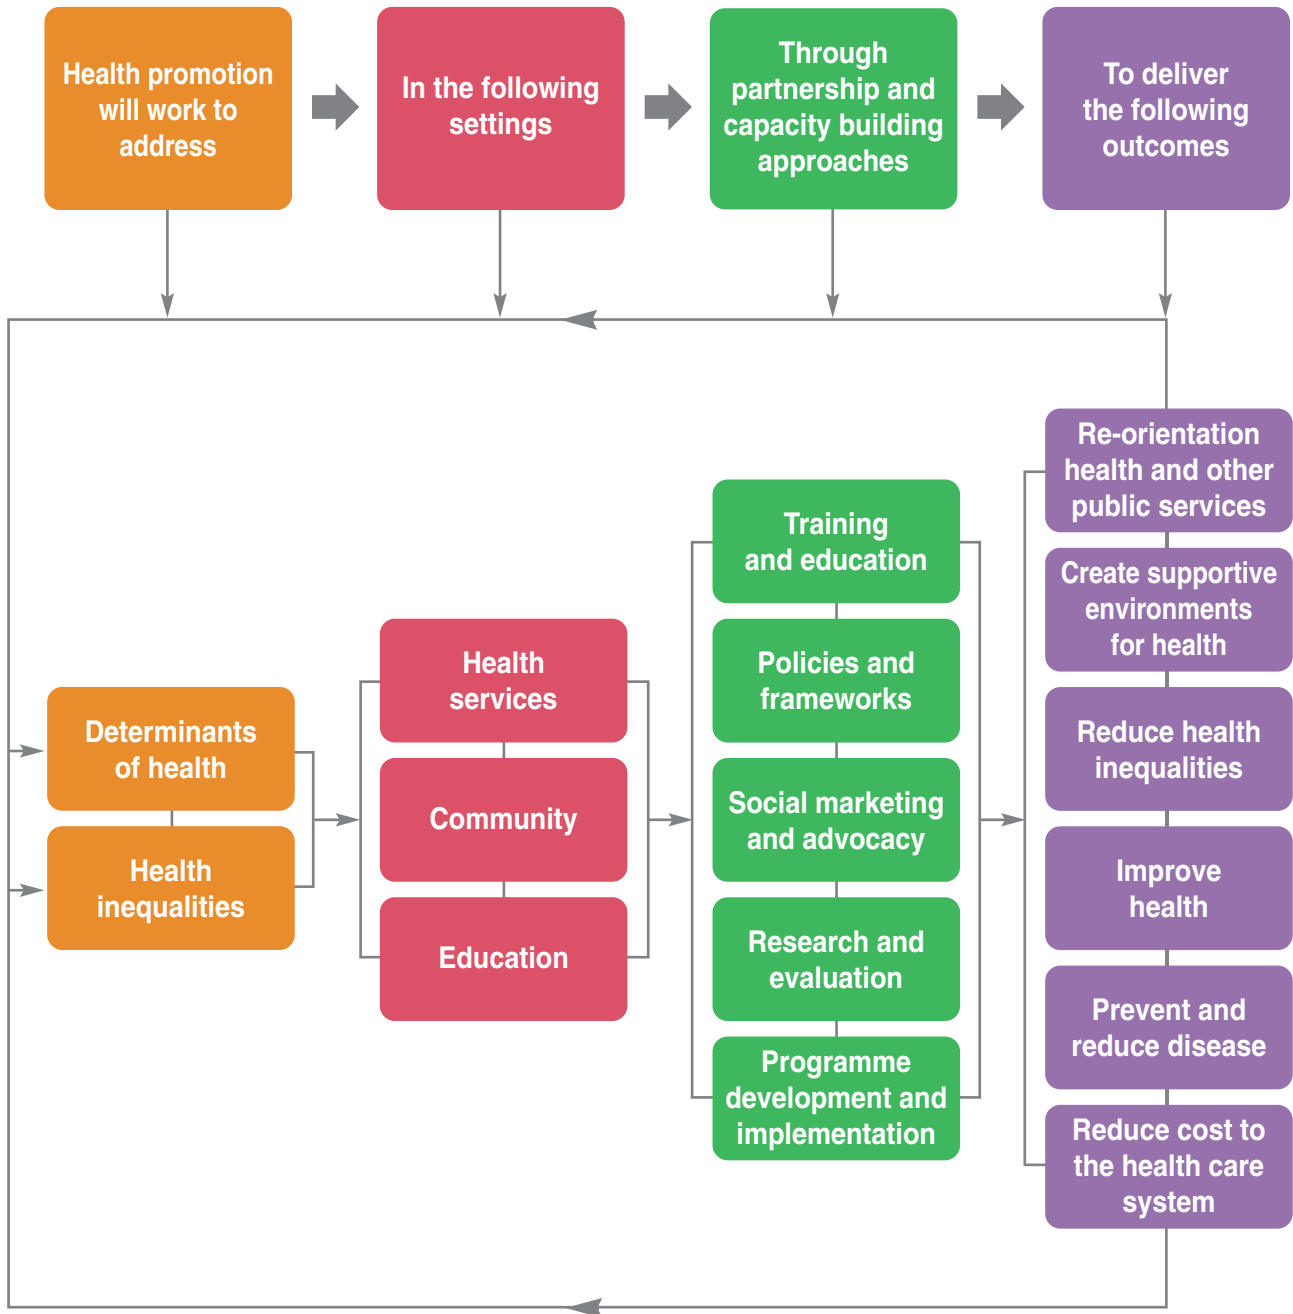 Health promotion
will work to
address
In the following
settings
Through
partnership and
capacity building
approaches
To deliver
the following
outcomes
Determinants
of health
Health
inequalities
Health
services
Community
Education
Training
and education
Policies and
frameworks
Social marketing
and advocacy
Research and
evaluation
Programme
development and
implementation
Re-orientation
health and other
public services
Create supportive
environments
for health
Reduce health
inequalities
Improve
health
Prevent and
reduce disease
Reduce cost to
the health care
system